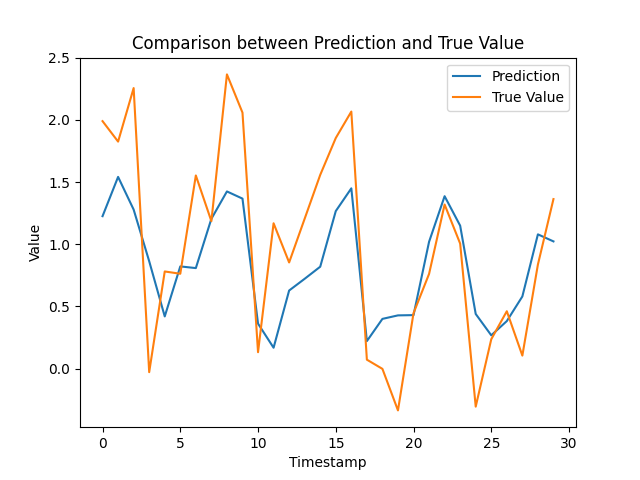 Comparison between Prediction and True Value
Prediction
True Value
Value
2.5
2.0
1.5
1.0
0.5
0.0
0 5 10 15 20 25 30
Timestamp